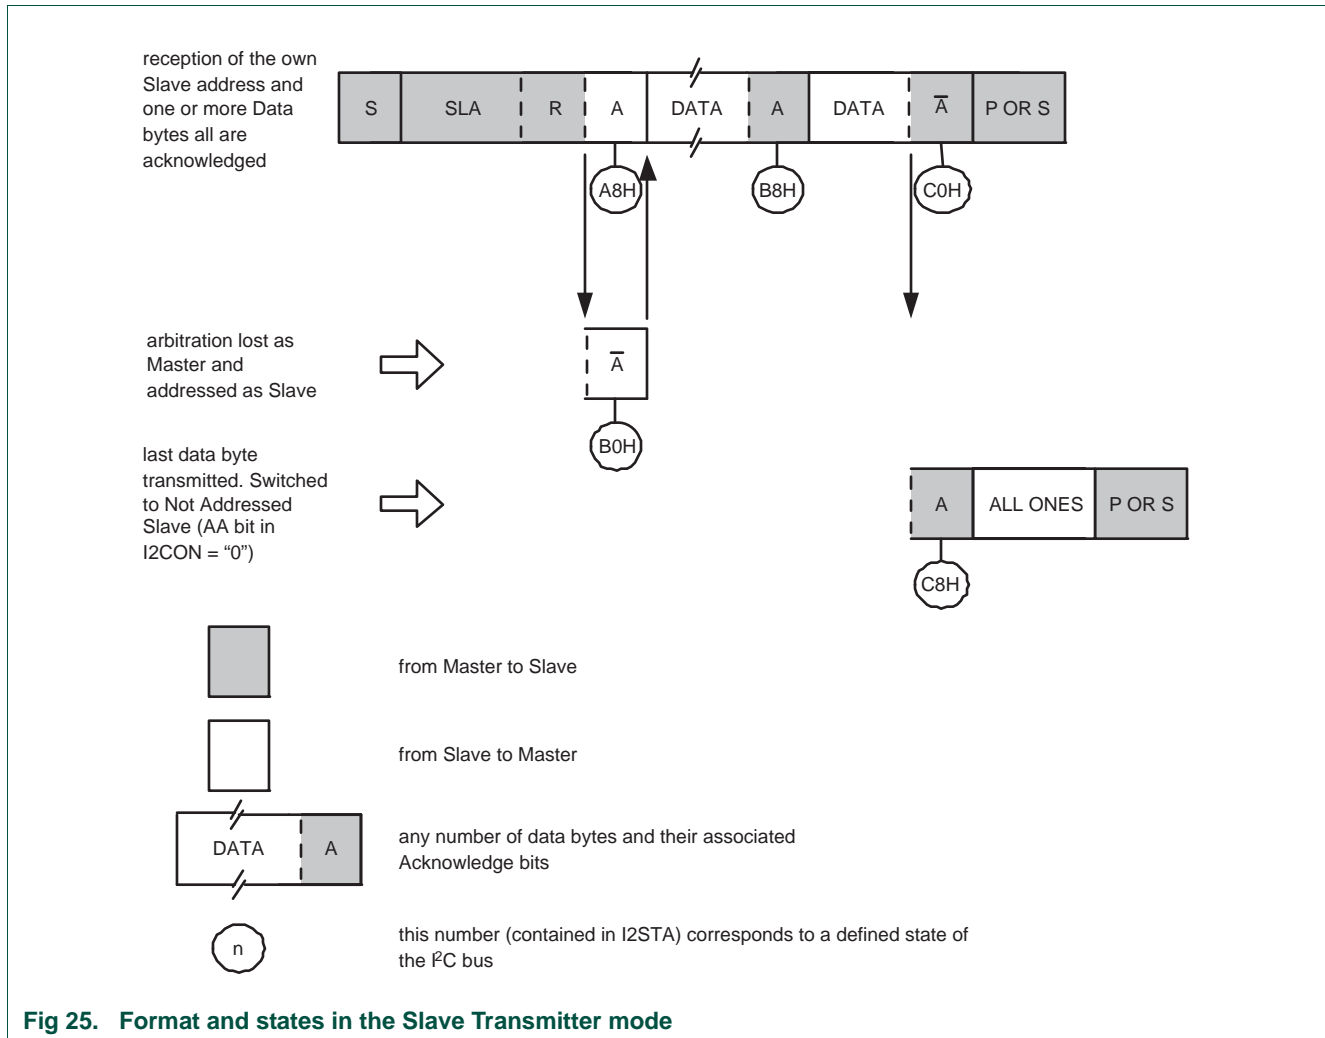 reception of the own
Slave address and
one or more Data
bytes all are
acknowledged
S SLA R A DATA A DATA A̅ P OR S
A8H B8H C0H
arbitration lost as
Master and
addressed as Slave
A̅
B0H
last data byte
transmitted. Switched
to Not Addressed
Slave (AA bit in
I2CON = “0”)
A ALL ONES P OR S
C8H
from Master to Slave
from Slave to Master
DATA A
any number of data bytes and their associated
Acknowledge bits
n
this number (contained in I2STA) corresponds to a defined state of
the I²C bus
Fig 25. Format and states in the Slave Transmitter mode